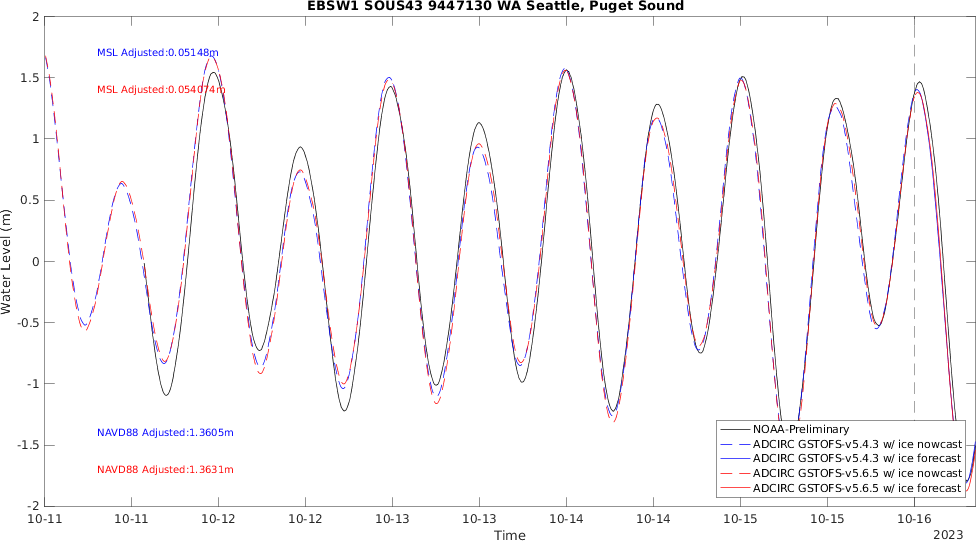 EBSW1 SOUS43 9447130 WA Seattle, Puget Sound
2
1.5
1
0.5
0
-0.5
-1
-1.5
-2
Water Level (m)
MSL Adjusted:0.05148m
MSL Adjusted:0.054074m
NAVD88 Adjusted:1.3605m
NAVD88 Adjusted:1.3631m
NOAA-Preliminary
ADCIRC GSTOFS-v5.4.3 w/ ice nowcast
ADCIRC GSTOFS-v5.4.3 w/ ice forecast
ADCIRC GSTOFS-v5.6.5 w/ ice nowcast
ADCIRC GSTOFS-v5.6.5 w/ ice forecast
10-11 10-11 10-12 10-12 10-13 10-13 10-14 10-14 10-15 10-15 10-16
Time
2023